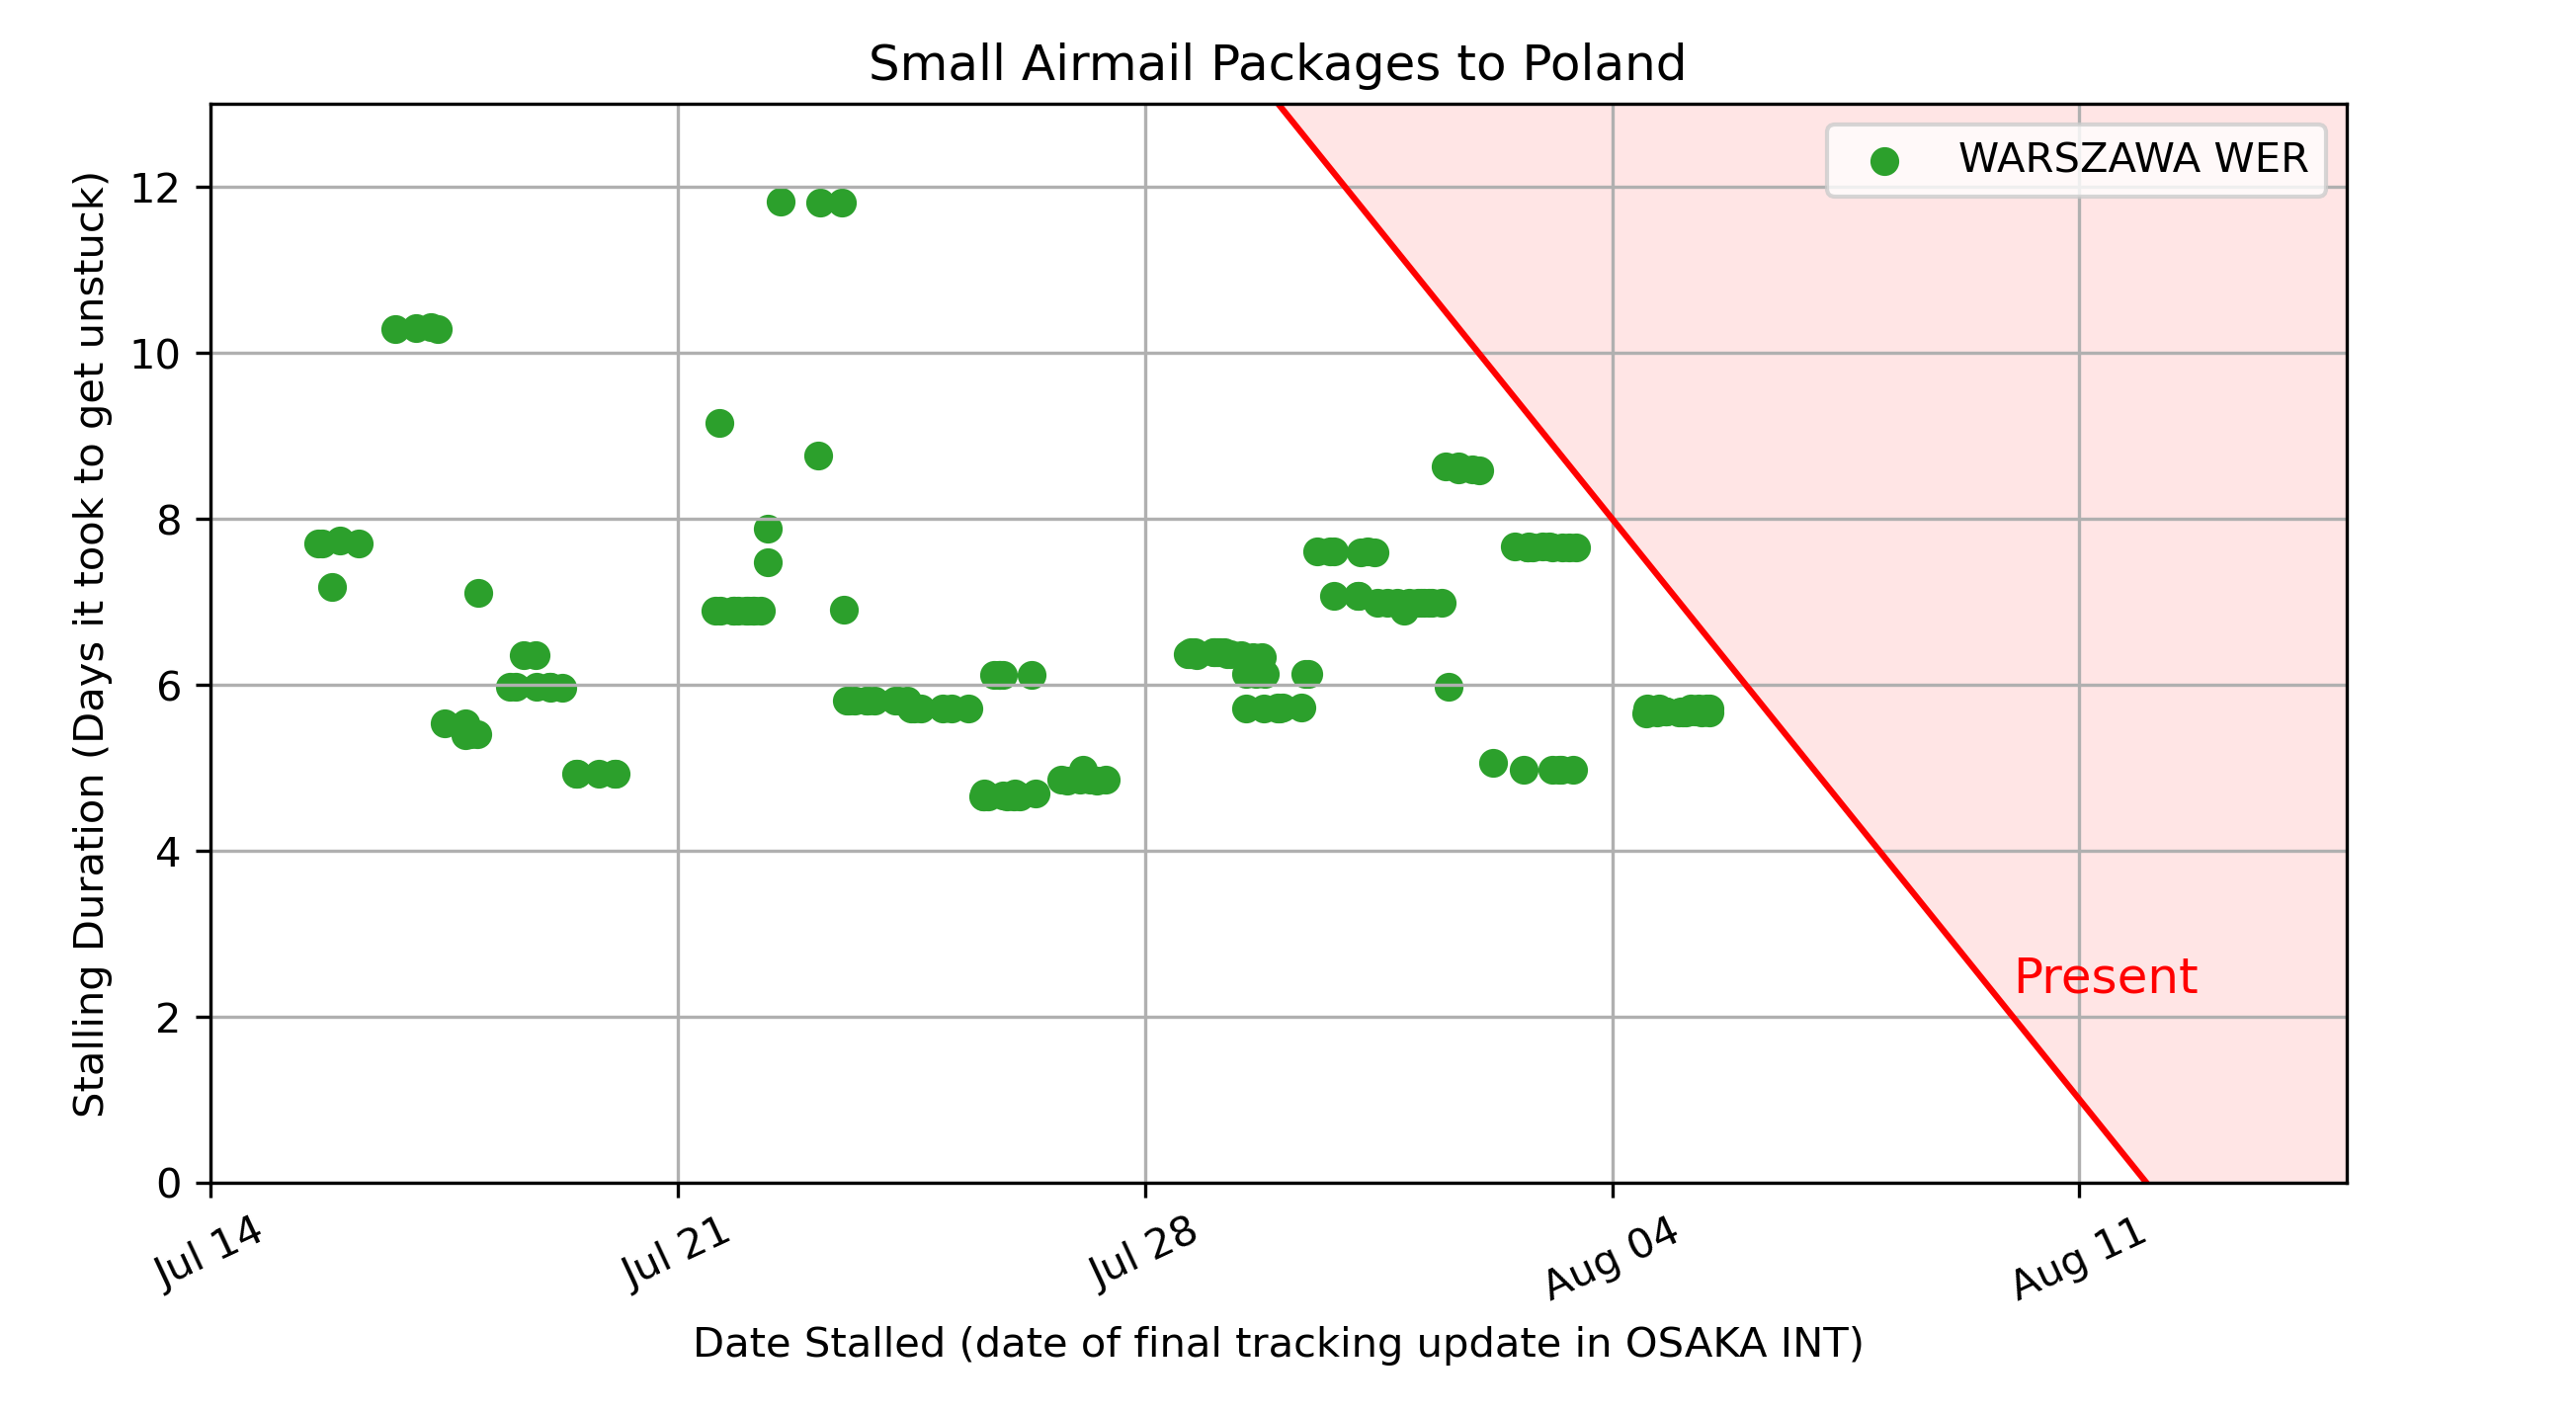 Small Airmail Packages to Poland
WARSZAWA WER
Stalling Duration (Days it took to get unstuck)
12
10
8
6
4
2
0
Present
Jul 14
Jul 21
Jul 28
Aug 04
Aug 11
Date Stalled (date of final tracking update in OSAKA INT)